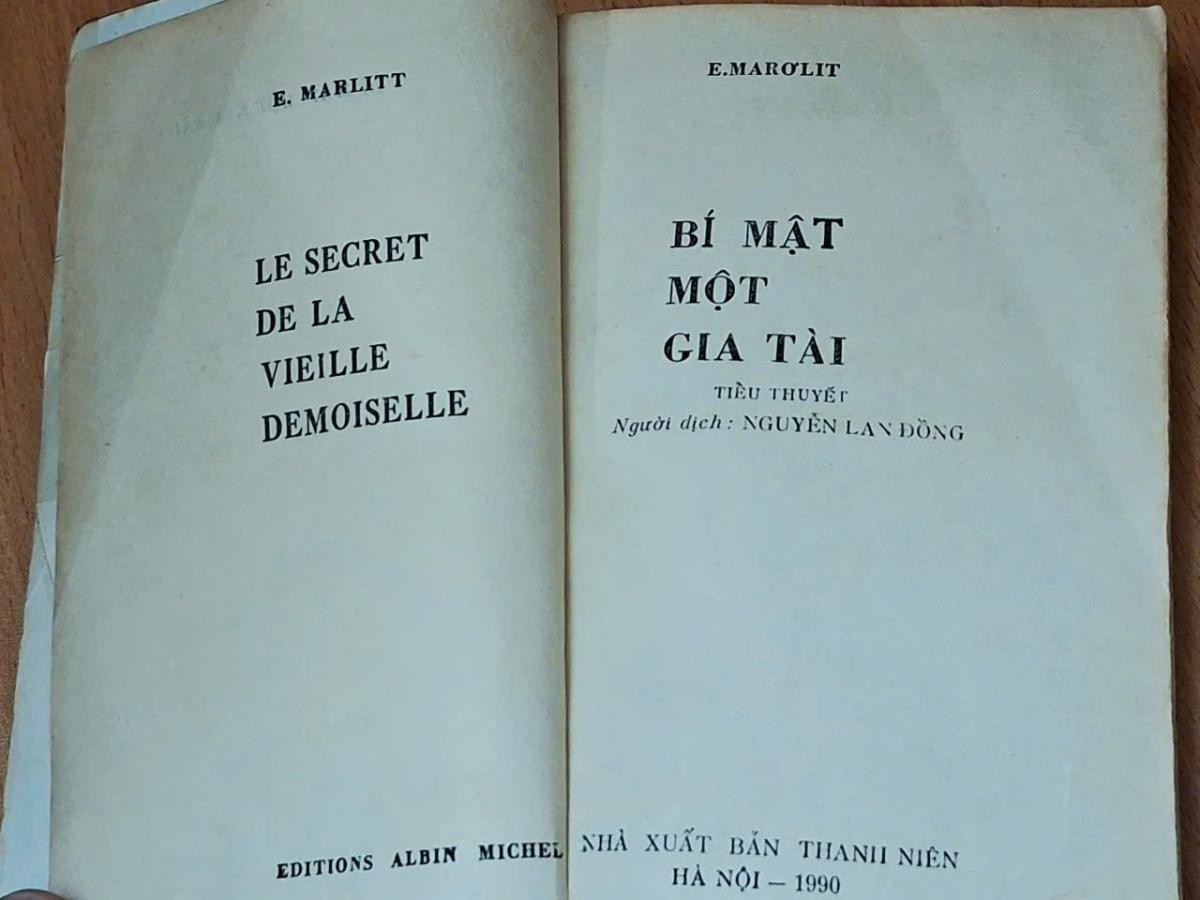 E. MARLITT
LE SECRET
DE LA
VIEILLE
DEMOISELLE
EDITIONS ALBIN MICHEL
E.MARƠLIT
BÍ MẬT
MỘT
GIA TÀI
TIỂU THUYẾT
Người dịch: NGUYỄN LAN ĐỒNG
NHÀ XUẤT BẢN THANH NIÊN
HÀ NỘI — 1990